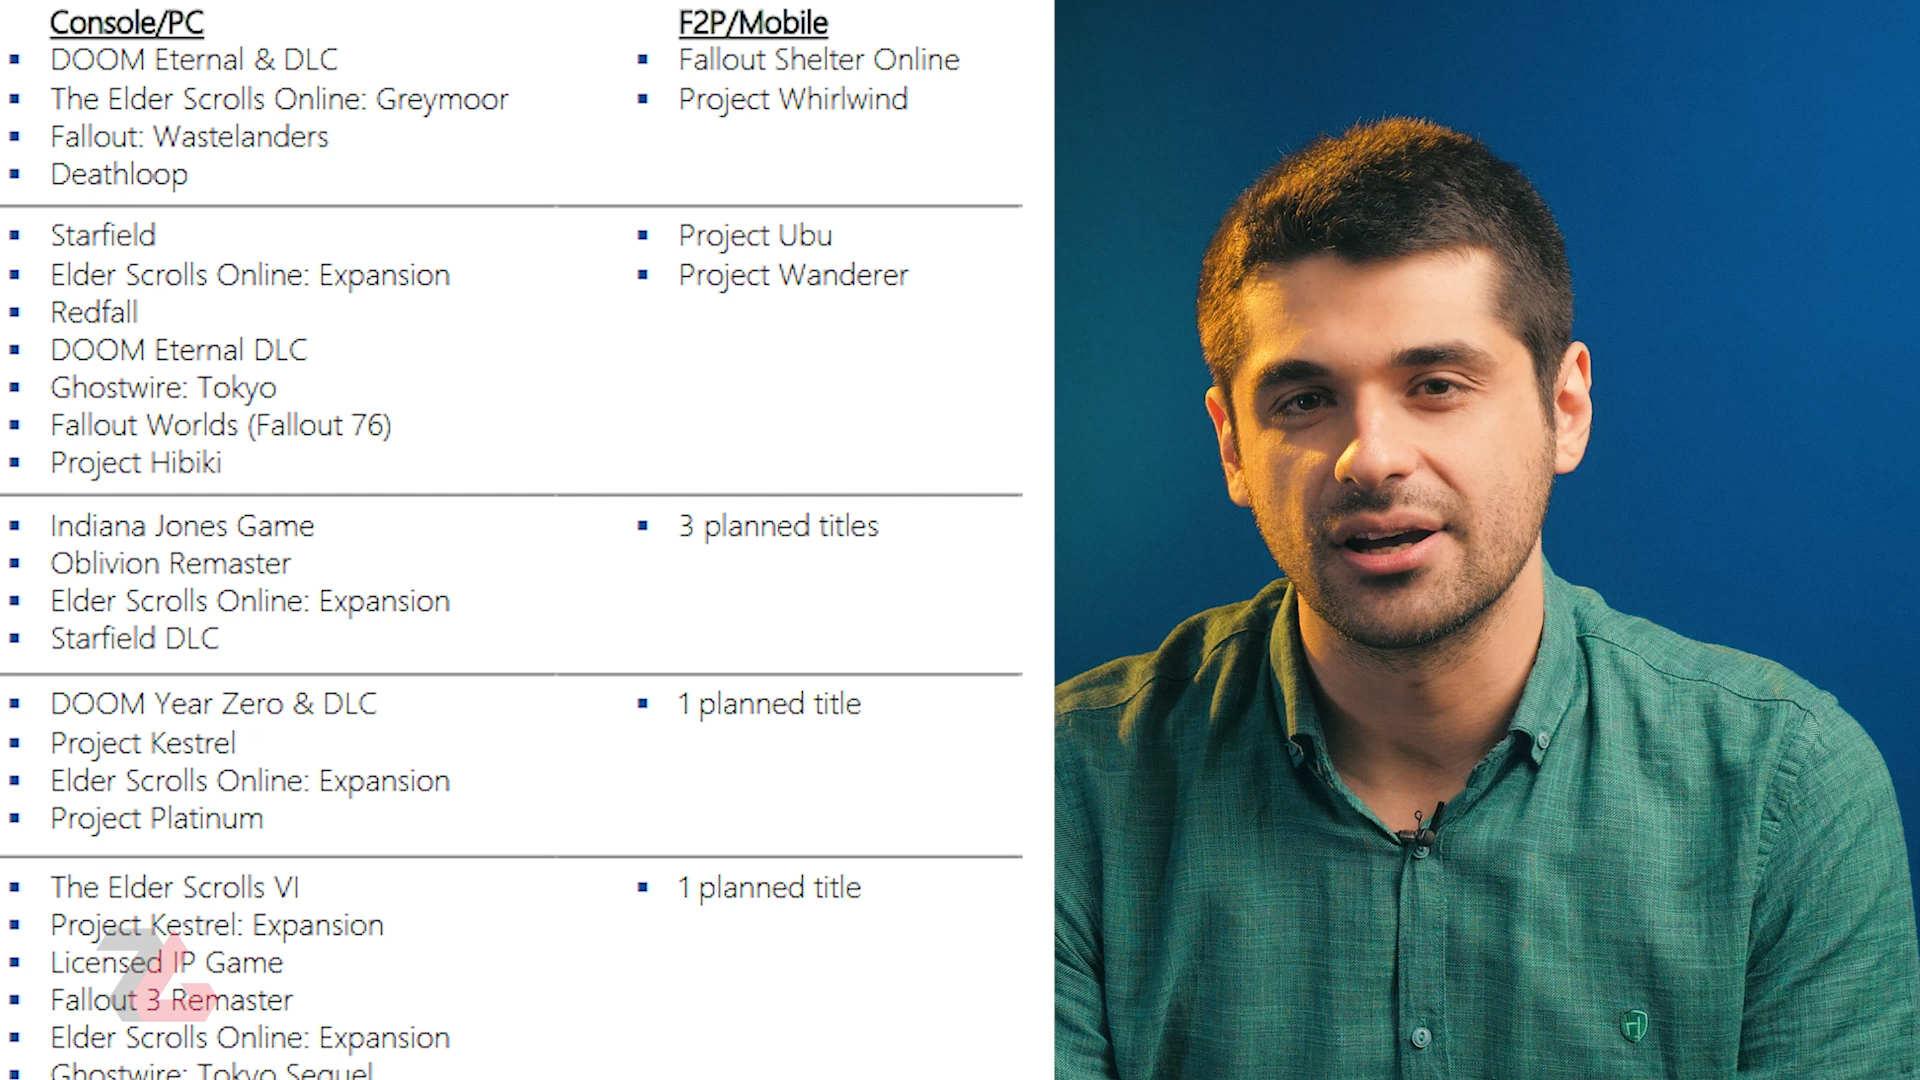 Console/PC
F2P/Mobile
DOOM Eternal & DLC
Fallout Shelter Online
The Elder Scrolls Online: Greymoor
Project Whirlwind
Fallout: Wastelanders
Deathloop
Starfield
Project Ubu
Elder Scrolls Online: Expansion
Project Wanderer
Redfall
DOOM Eternal DLC
Ghostwire: Tokyo
Fallout Worlds (Fallout 76)
Project Hibiki
Indiana Jones Game
3 planned titles
Oblivion Remaster
Elder Scrolls Online: Expansion
Starfield DLC
DOOM Year Zero & DLC
1 planned title
Project Kestrel
Elder Scrolls Online: Expansion
Project Platinum
The Elder Scrolls VI
1 planned title
Project Kestrel: Expansion
Licensed IP Game
Fallout 3 Remaster
Elder Scrolls Online: Expansion
Ghostwire: Tokyo Sequel